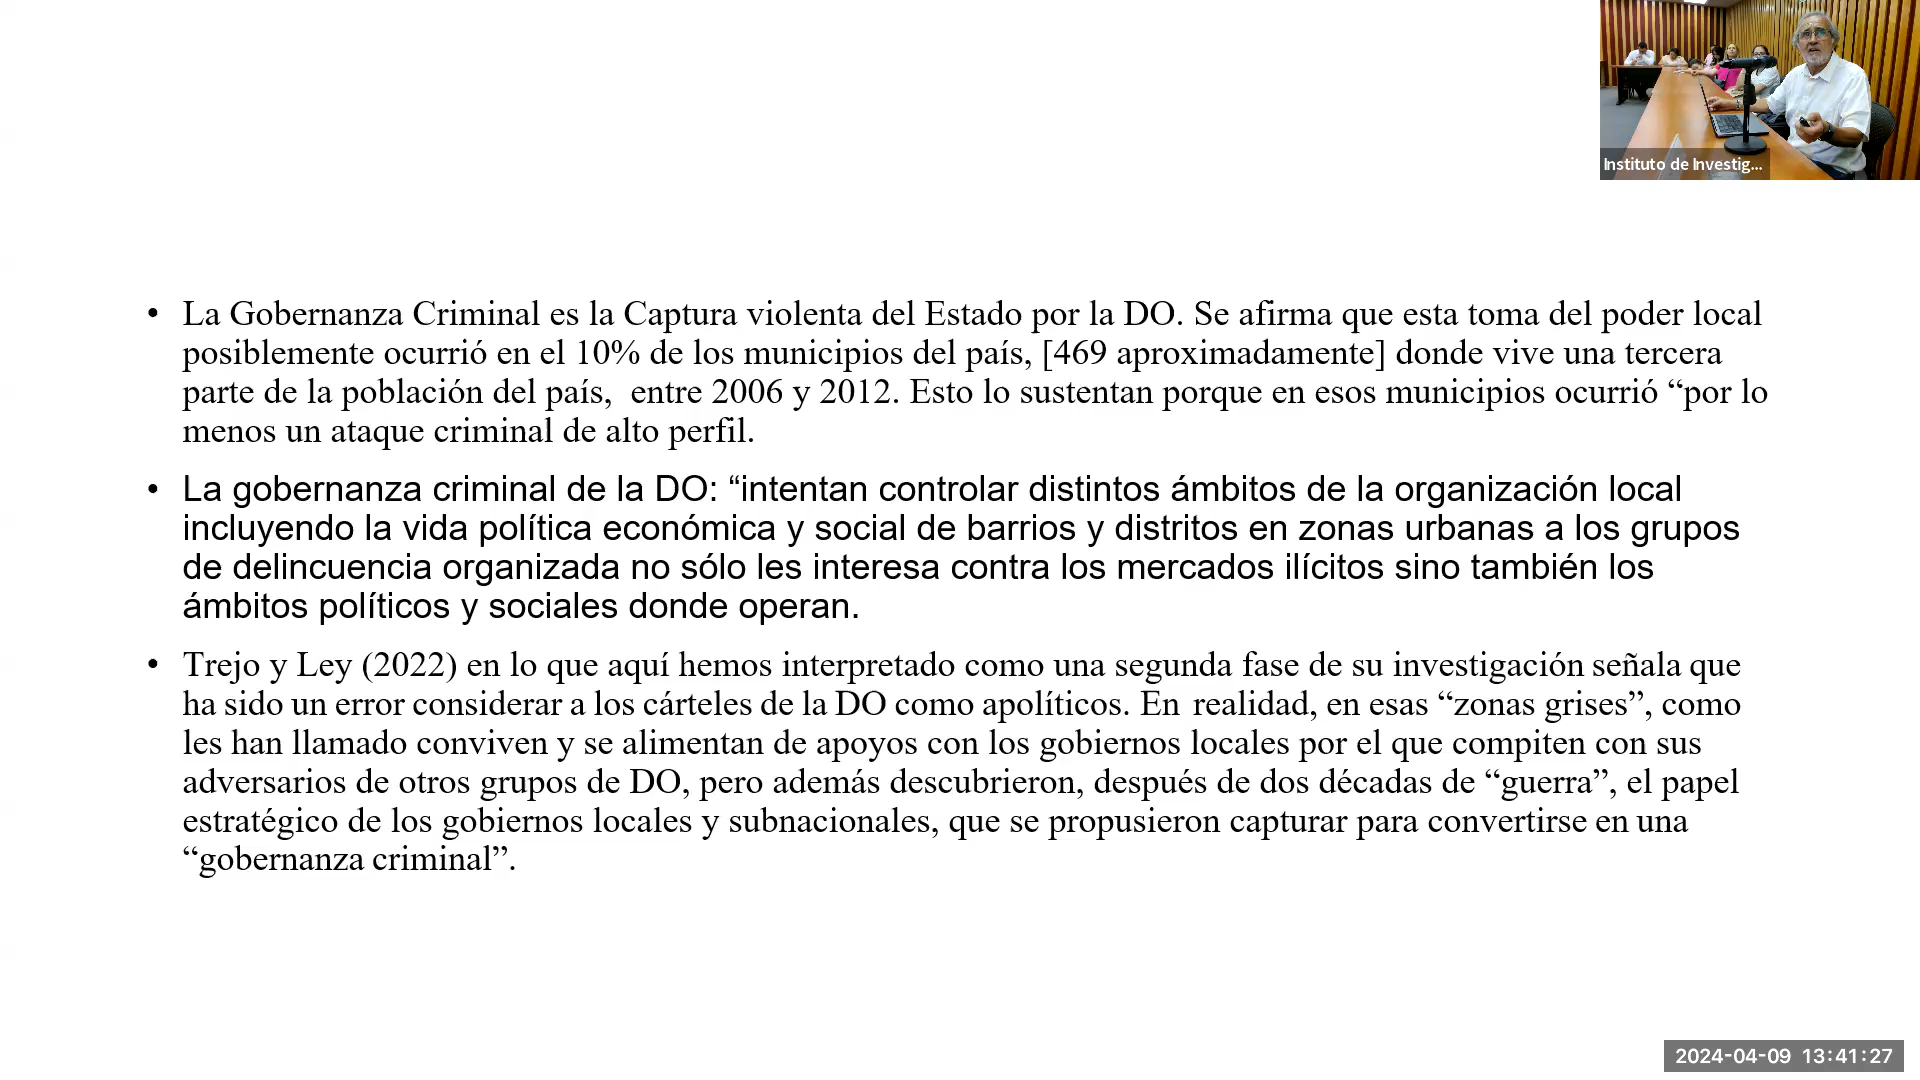 Instituto de Investig...
• La Gobernanza Criminal es la Captura violenta del Estado por la DO. Se afirma que esta toma del poder local
posiblemente ocurrió en el 10% de los municipios del país, [469 aproximadamente] donde vive una tercera
parte de la población del país,  entre 2006 y 2012. Esto lo sustentan porque en esos municipios ocurrió “por lo
menos un ataque criminal de alto perfil.
• La gobernanza criminal de la DO: “intentan controlar distintos ámbitos de la organización local
incluyendo la vida política económica y social de barrios y distritos en zonas urbanas a los grupos
de delincuencia organizada no sólo les interesa contra los mercados ilícitos sino también los
ámbitos políticos y sociales donde operan.
• Trejo y Ley (2022) en lo que aquí hemos interpretado como una segunda fase de su investigación señala que
ha sido un error considerar a los cárteles de la DO como apolíticos. En realidad, en esas “zonas grises”, como
les han llamado conviven y se alimentan de apoyos con los gobiernos locales por el que compiten con sus
adversarios de otros grupos de DO, pero además descubrieron, después de dos décadas de “guerra”, el papel
estratégico de los gobiernos locales y subnacionales, que se propusieron capturar para convertirse en una
“gobernanza criminal”.
2024-04-09 13:41:27